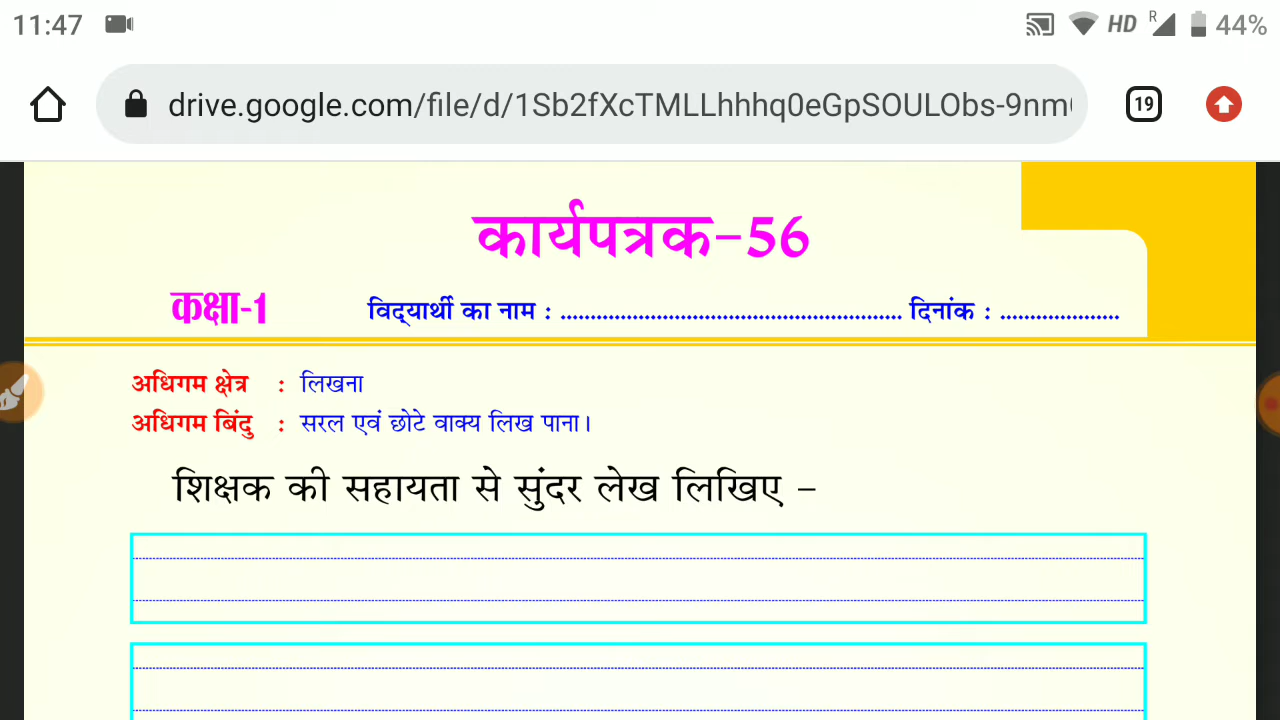 11:47 HD R 44%
drive.google.com/file/d/1Sb2fXcTMLLhhhq0eGpSOULObs-9nm 19
कार्यपत्रक-56
कक्षा-1 विद्यार्थी का नाम : ......................................................... दिनांक : ....................
अधिगम क्षेत्र : लिखना
अधिगम बिंदु : सरल एवं छोटे वाक्य लिख पाना।
शिक्षक की सहायता से सुंदर लेख लिखिए –